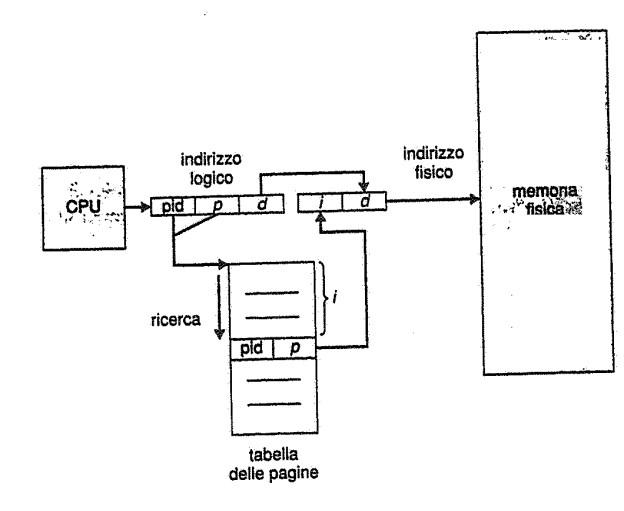 indirizzo
logico
indirizzo
fisico
CPU
pid p d
i d
memoria
fisica
ricerca
i
pid p
tabella
delle pagine